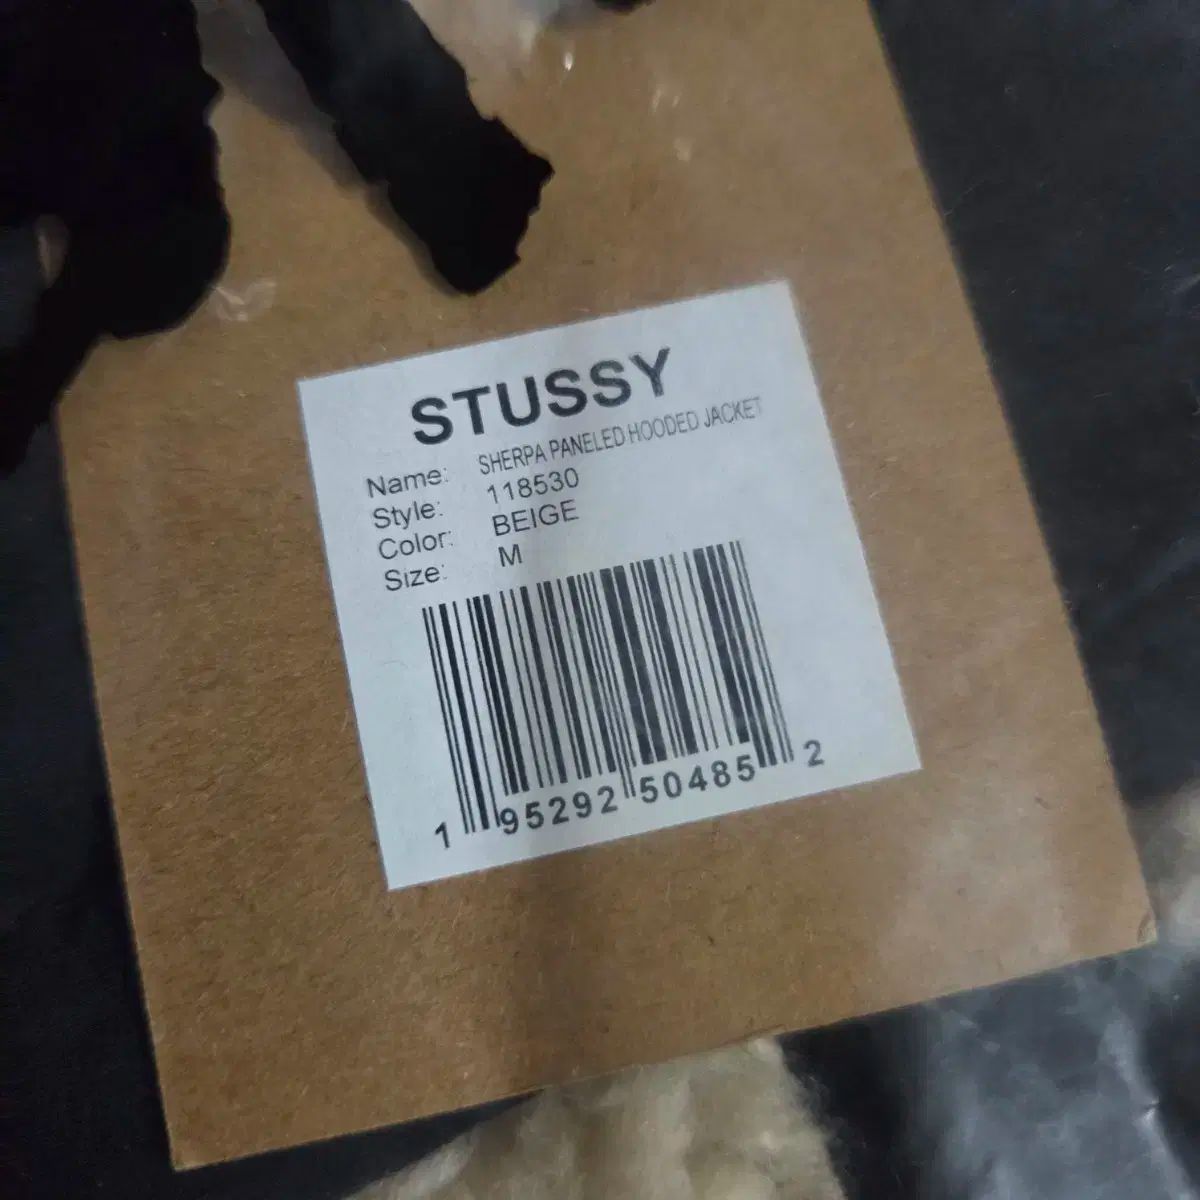 STUSSY
Name: SHERPA PANELED HOODED JACKET
Style: 118530
Color: BEIGE
Size: M
1 95292 50485 2